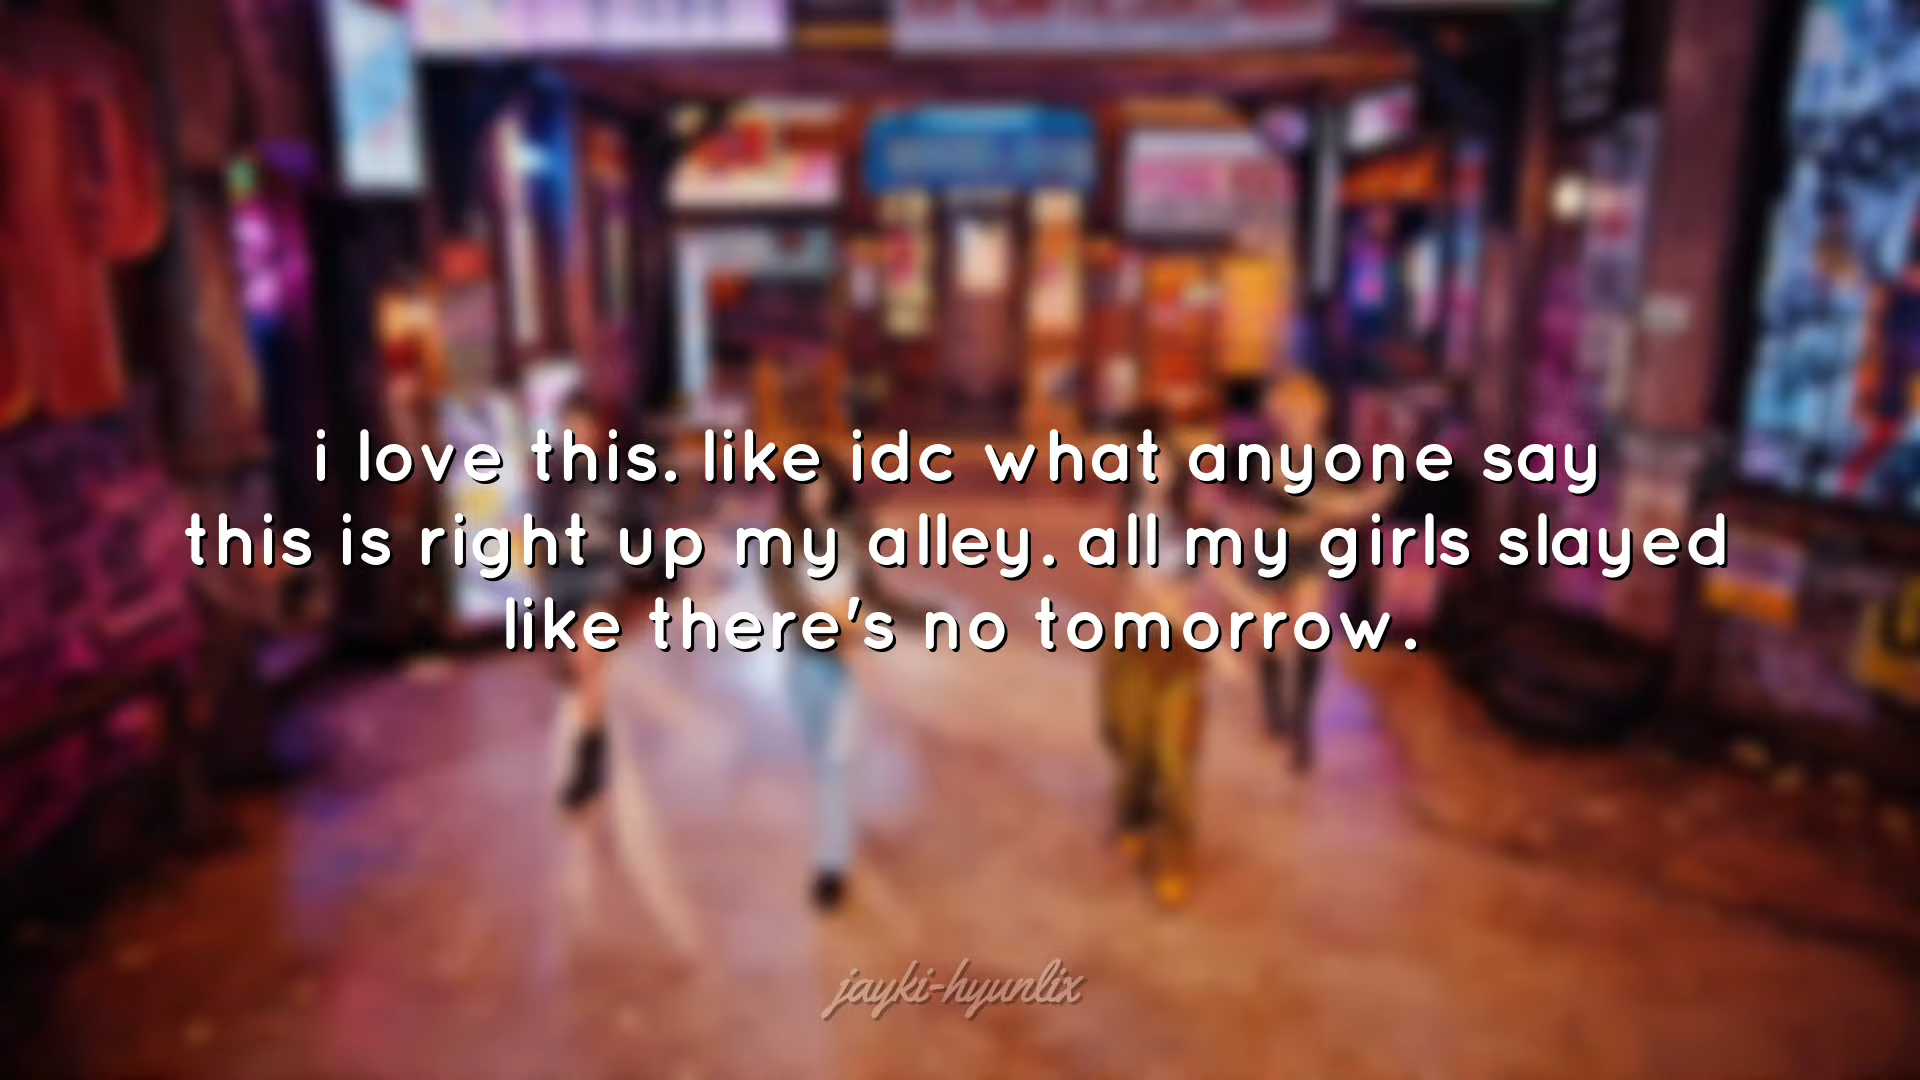 i love this. like idc what anyone say
this is right up my alley. all my girls slayed
like there's no tomorrow.
jayki-hyunlix